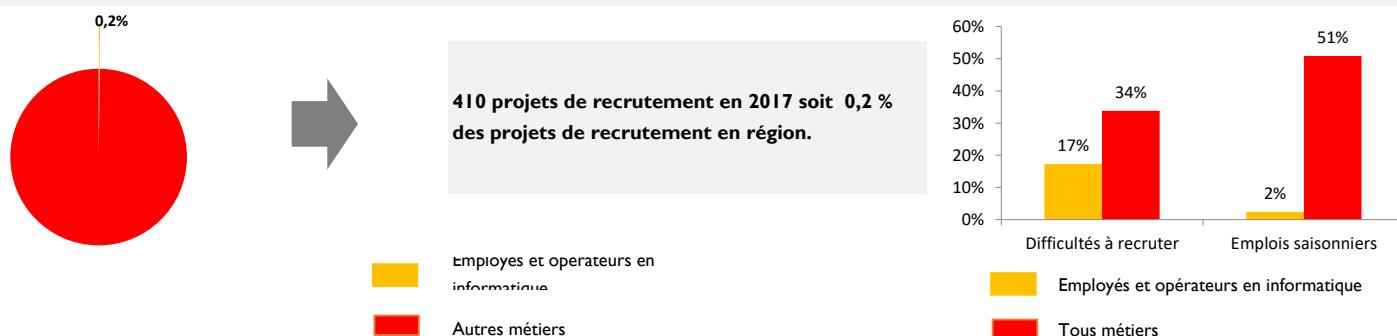 0,2%
410 projets de recrutement en 2017 soit 0,2 %
des projets de recrutement en région.
Employés et opérateurs en
informatique
Autres métiers
60%
50%
40%
30%
20%
10%
0%
17%
34%
2%
51%
Difficultés à recruter
Emplois saisonniers
Employés et opérateurs en informatique
Tous métiers